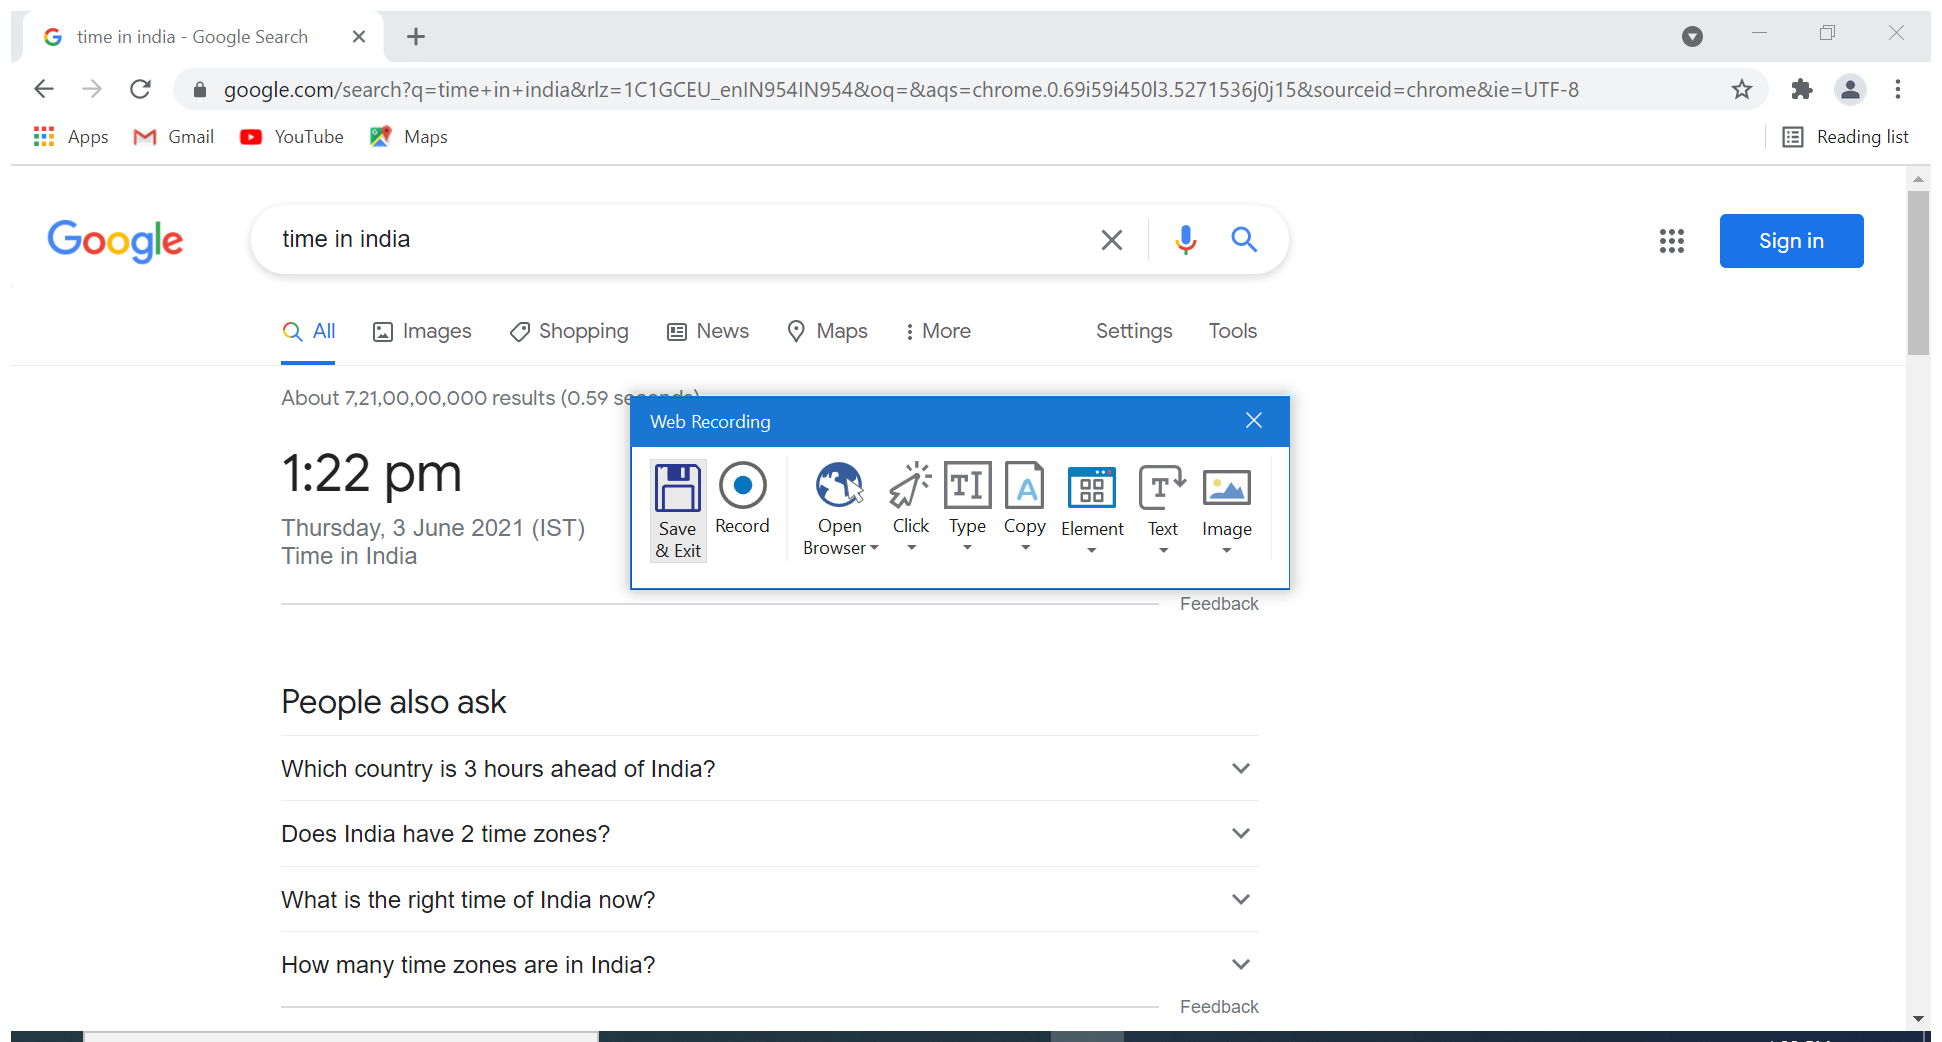 time in india - Google Search
google.com/search?q=time+in+india&rlz=1C1GCEU_enIN954IN954&oq=&aqs=chrome.0.69i59i450l3.5271536j0j15&sourceid=chrome&ie=UTF-8
Apps Gmail YouTube Maps Reading list
Google time in india Sign in
All Images Shopping News Maps More Settings Tools
About 7,21,00,00,000 results (0.59 seconds)
Web Recording
1:22 pm
Thursday, 3 June 2021 (IST)
Time in India
Save & Exit
Record
Open Browser
Click
Type
Copy
Element
Text
Image
Feedback
People also ask
Which country is 3 hours ahead of India?
Does India have 2 time zones?
What is the right time of India now?
How many time zones are in India?
Feedback